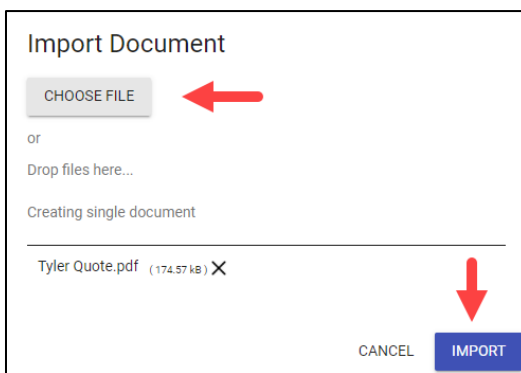 Import Document
CHOOSE FILE
or
Drop files here...
Creating single document
Tyler Quote.pdf (174.57 kB)
CANCEL IMPORT